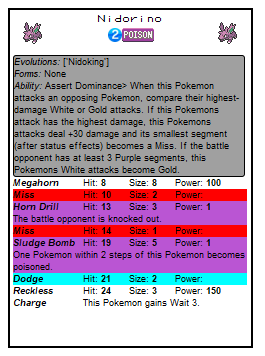 Nidorino
2 POISON
Evolutions: ['Nidoking']
Forms: None
Ability: Assert Dominance> When this Pokemon
attacks an opposing Pokemon, compare their highest-
damage White or Gold attacks. If this Pokemons
attack has the highest damage, this Pokemons
attacks deal +30 damage and its smallest segment
(after status effects) becomes a Miss. If the battle
opponent has at least 3 Purple segments, this
Pokemons White attacks become Gold.
Megahorn Hit: 8 Size: 8 Power: 100
Miss Hit: 10 Size: 2 Power:
Horn Drill Hit: 13 Size: 3 Power: 1
The battle opponent is knocked out.
Miss Hit: 14 Size: 1 Power:
Sludge Bomb Hit: 19 Size: 5 Power: 1
One Pokemon within 2 steps of this Pokemon becomes
poisoned.
Dodge Hit: 21 Size: 2 Power:
Reckless Hit: 24 Size: 3 Power: 150
Charge This Pokemon gains Wait 3.